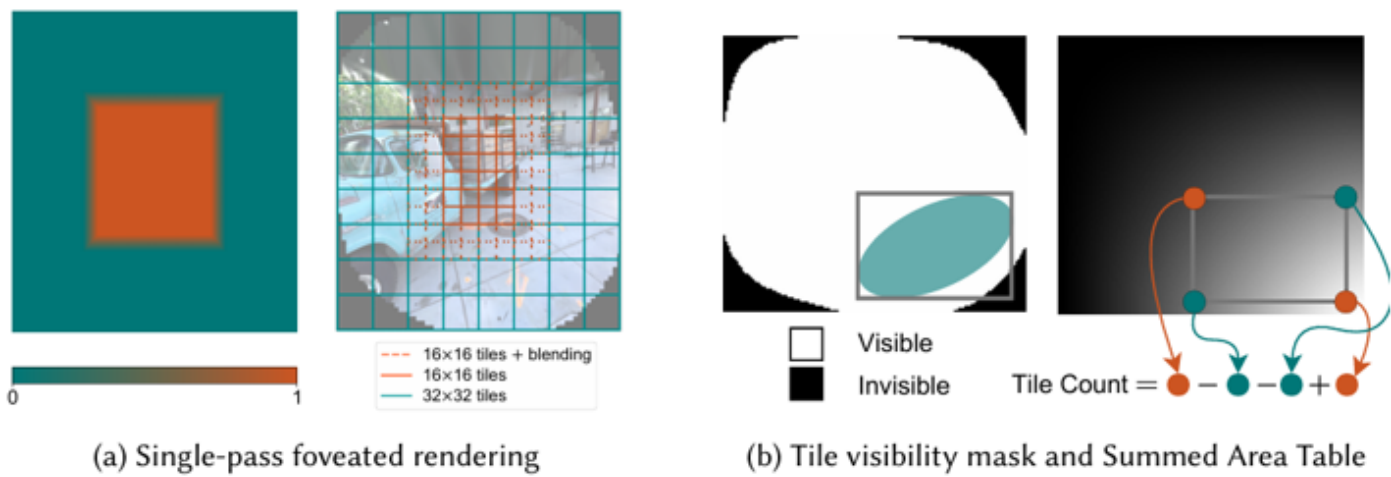 0
1
16×16 tiles + blending
16×16 tiles
32×32 tiles
(a) Single-pass foveated rendering
Visible
Invisible
Tile Count = − − +
(b) Tile visibility mask and Summed Area Table